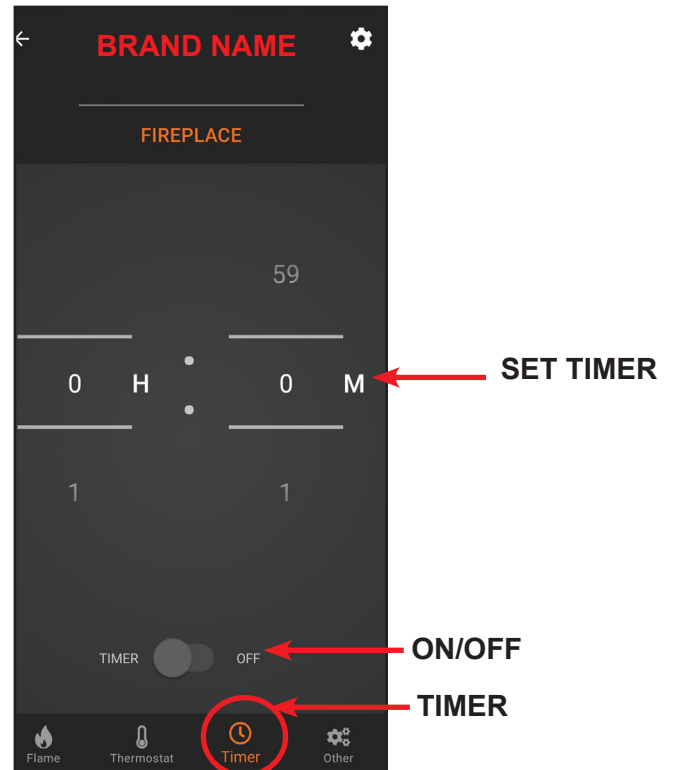 BRAND NAME
FIREPLACE
59
0 H : 0 M
SET TIMER
1 1
TIMER OFF
ON/OFF
TIMER
Flame Thermostat Timer Other